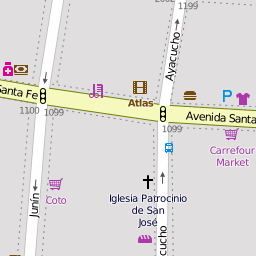 1199
Ayacucho
Santa Fe
Atlas
1100
1099
1099
Avenida Santa
Carrefour
Market
Junín
Coto
Iglesia Patrocinio
de San
José
cucho